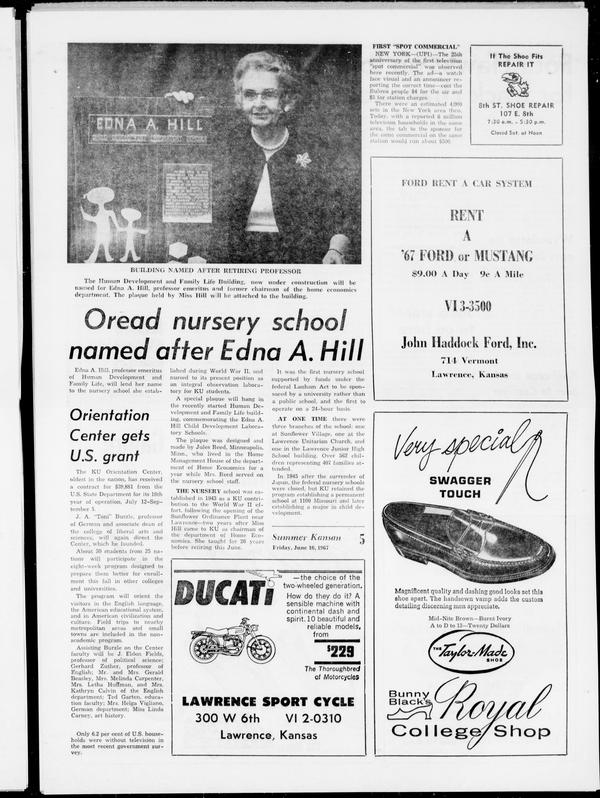 EDNA A. HILL
BUILDING NAMED AFTER RETIRING PROFESSOR
The Human Development and Family Life Building, now under construction will be
named for Edna A. Hill, professor emeritus and former chairman of the home economics
department. The plaque held by Miss Hill will be attached to the building.
Oread nursery school
named after Edna A. Hill
Edna A. Hill, professor emeritus
of Human Development and
Family Life, will lend her name
to the nursery school she estab-
lished during World War II, and
nursed to its present position as
an integral observation labora-
tory for KU students.
A special plaque will hang in
the recently started Human De-
velopment and Family Life build-
ing, commemorating the Edna A.
Hill Child Development Labora-
tory Schools.
The plaque was designed and
made by Jules Reed, Minneapolis,
Minn., who lived in the Home
Management House of the depart-
ment of Home Economics for a
year while Mrs. Reed served on
the nursery school staff.
THE NURSERY school was es-
tablished in 1943 as a KU contri-
bution to the World War II ef-
fort, following the opening of the
Sunflower Ordinance Plant near
Lawrence—two years after Miss
Hill came to KU as chairman of
the department of Home Eco-
nomics. She taught for 26 years
before retiring this June.
It was the first nursery school
supported by funds under the
federal Lanham Act to be spon-
sored by a university rather than
a public school, and the first to
operate on a 24-hour basis.
AT ONE TIME there were
three branches of the school: one
at Sunflower Village, one at the
Lawrence Unitarian Church, and
one in the Lawrence Junior High
School building. Over 562 chil-
dren representing 407 families at-
tended.
In 1945 after the surrender of
Japan, the federal nursery schools
were closed, but KU retained the
program establishing a permanent
school at 1100 Missouri and later
establishing a major in child de-
velopment.
Summer Kansan 5
Friday, June 16, 1967
Orientation
Center gets
U.S. grant
The KU Orientation Center,
oldest in the nation, has received
a contract for $39,881 from the
U.S. State Department for its 18th
year of operation, July 12-Sep-
tember 5.
J. A. "Toni" Burzle, professor
of German and associate dean of
the college of liberal arts and
sciences, will again direct the
Center, which he founded.
About 50 students from 25 na-
tions will participate in the
eight-week program designed to
prepare them better for enroll-
ment this fall in other colleges
and universities.
The program will orient the
visitors in the English language,
the American educational system,
and in American civilization and
culture. Field trips to nearby
metropolitan areas and small
towns are included in the non-
academic program.
Assisting Burzle on the Center
faculty will be J. Eldon Fields,
professor of political science;
Gerhard Zuther, professor of
English; Mr. and Mrs. Gerald
Beasley, Mrs. Melinda Carpenter,
Mrs. Letha Huffman, and Mrs.
Kathryn Calvin of the English
department; Ted Garten, educa-
tion faculty; Mrs. Helga Vigliano,
German department; Miss Linda
Carney, art history.
Only 6.2 per cent of U.S. house-
holds were without television in
the most recent government sur-
vey.
FIRST "SPOT COMMERCIAL"
NEW YORK—(UPI)—The 25th
anniversary of the first television
"spot commercial" was observed
here recently. The ad—a watch
face visual and an announcer re-
porting the correct time—cost the
Bulova people $4 for the air and
$5 for station charges.
There were an estimated 4,000
sets in the New York area then.
Today, with a reported 6 million
television households in the same
area, the tab to the sponsor for
the same commercial on the same
station would run about $500.
If The Shoe Fits
REPAIR IT
8th ST. SHOE REPAIR
107 E. 8th
7:30 a.m. - 5:30 p.m.
Closed Sat. at Noon
FORD RENT A CAR SYSTEM
RENT
A
'67 FORD or MUSTANG
$9.00 A Day 9c A Mile
VI 3-3500
John Haddock Ford, Inc.
714 Vermont
Lawrence, Kansas
Very special
SWAGGER
TOUCH
Magnificent quality and dashing good looks set this
shoe apart. The handsewn vamp adds the custom
detailing discerning men appreciate.
Mid-Nite Brown—Burnt Ivory
A to D to 13—Twenty Dollars
THE Taylor-Made
SHOE
Bunny
Black's
Royal
College Shop
DUCATI
—the choice of the
two-wheeled generation.
How do they do it? A
sensible machine with
continental dash and
spirit. 10 beautiful and
reliable models,
from
$229
The Thoroughbred
of Motorcycles
LAWRENCE SPORT CYCLE
300 W 6th VI 2-0310
Lawrence, Kansas